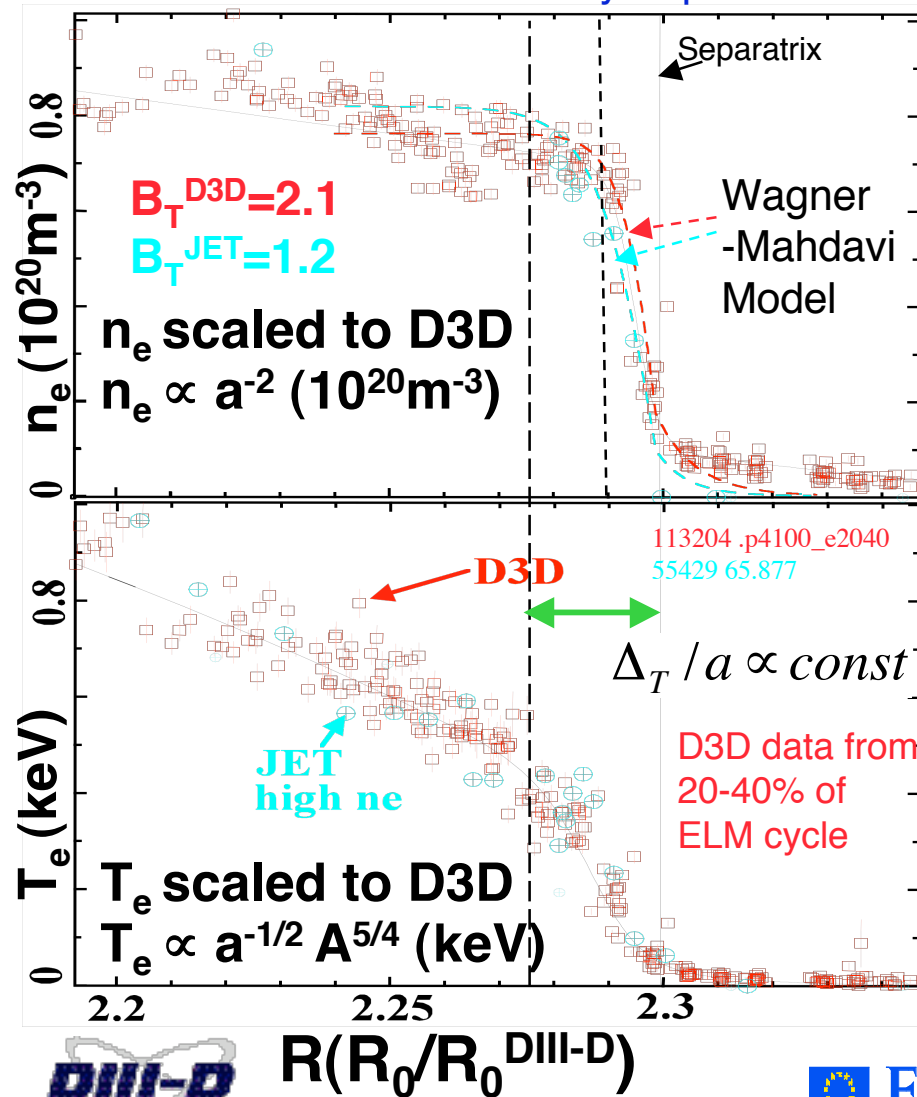 Separatrix
0.8
B_T^D3D=2.1
B_T^JET=1.2
Wagner
-Mahdavi
Model
n_e scaled to D3D
n_e ∝ a^-2 (10^20m^-3)
n_e (10^20m^-3)
0
113204 .p4100_e2040
55429 65.877
D3D
0.8
Δ_T / a ∝ const
JET
high ne
D3D data from
20-40% of
ELM cycle
T_e (keV)
T_e scaled to D3D
T_e ∝ a^-1/2 A^5/4 (keV)
0
2.2 2.25 2.3
R(R_0/R_0^DIII-D)
DIII-D